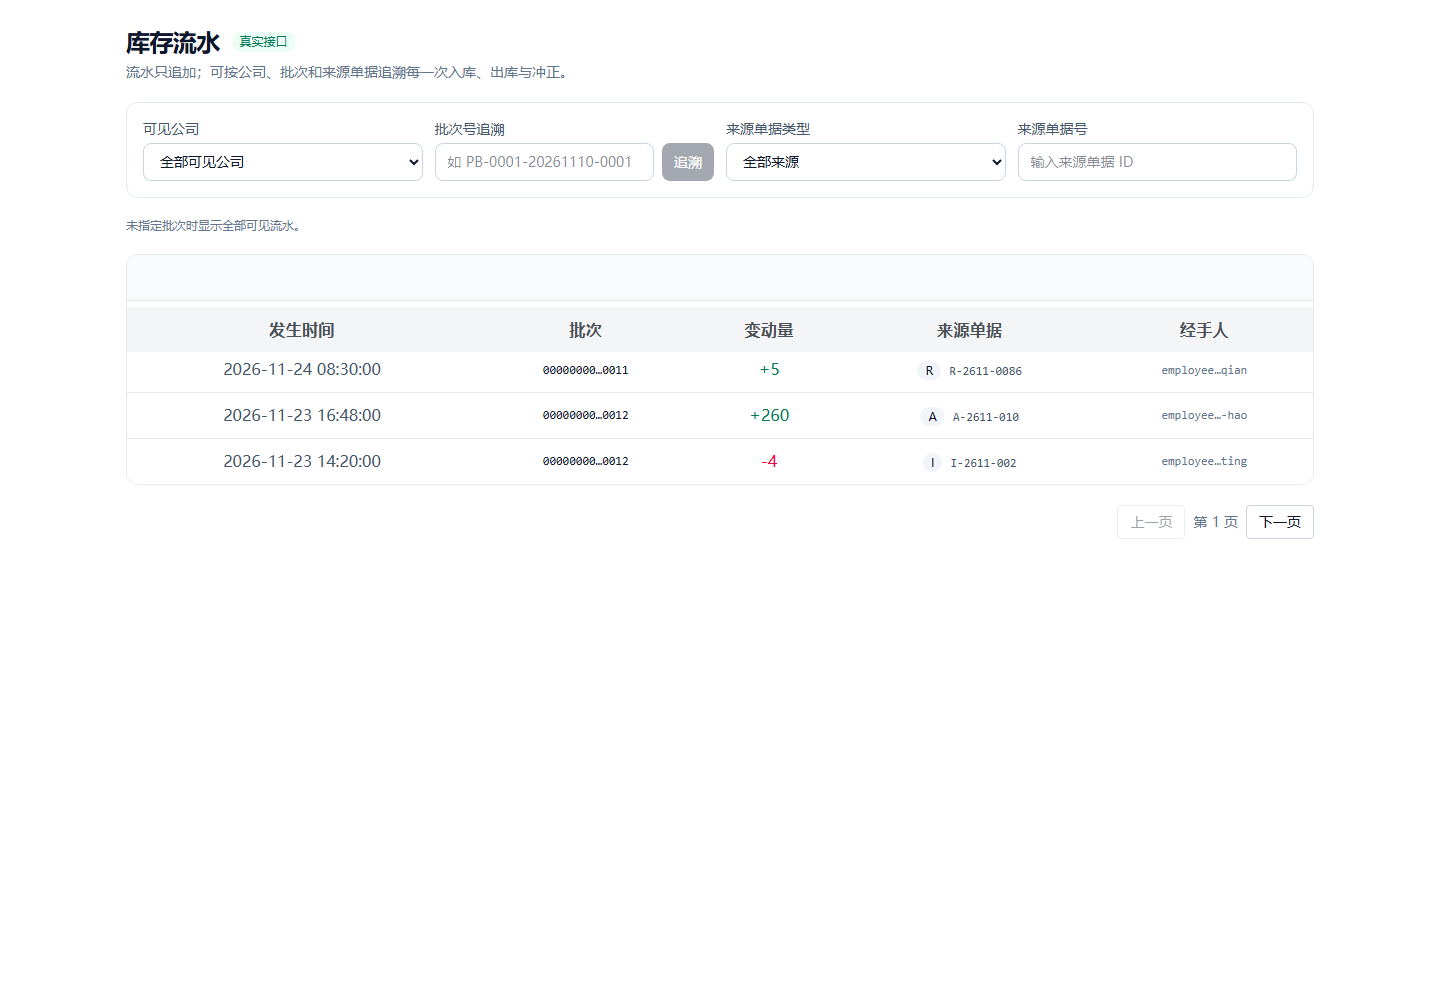 库存流水 真实接口
流水只追加；可按公司、批次和来源单据追溯每一次入库、出库与冲正。
可见公司 批次号追溯 来源单据类型 来源单据号
全部可见公司 如 PB-0001-20261110-0001 追溯 全部来源 输入来源单据 ID
未指定批次时显示全部可见流水。
发生时间 批次 变动量 来源单据 经手人
2026-11-24 08:30:00 00000000…0011 +5 R R-2611-0086 employee…qian
2026-11-23 16:48:00 00000000…0012 +260 A A-2611-010 employee…-hao
2026-11-23 14:20:00 00000000…0012 -4 I I-2611-002 employee…ting
上一页 第 1 页 下一页